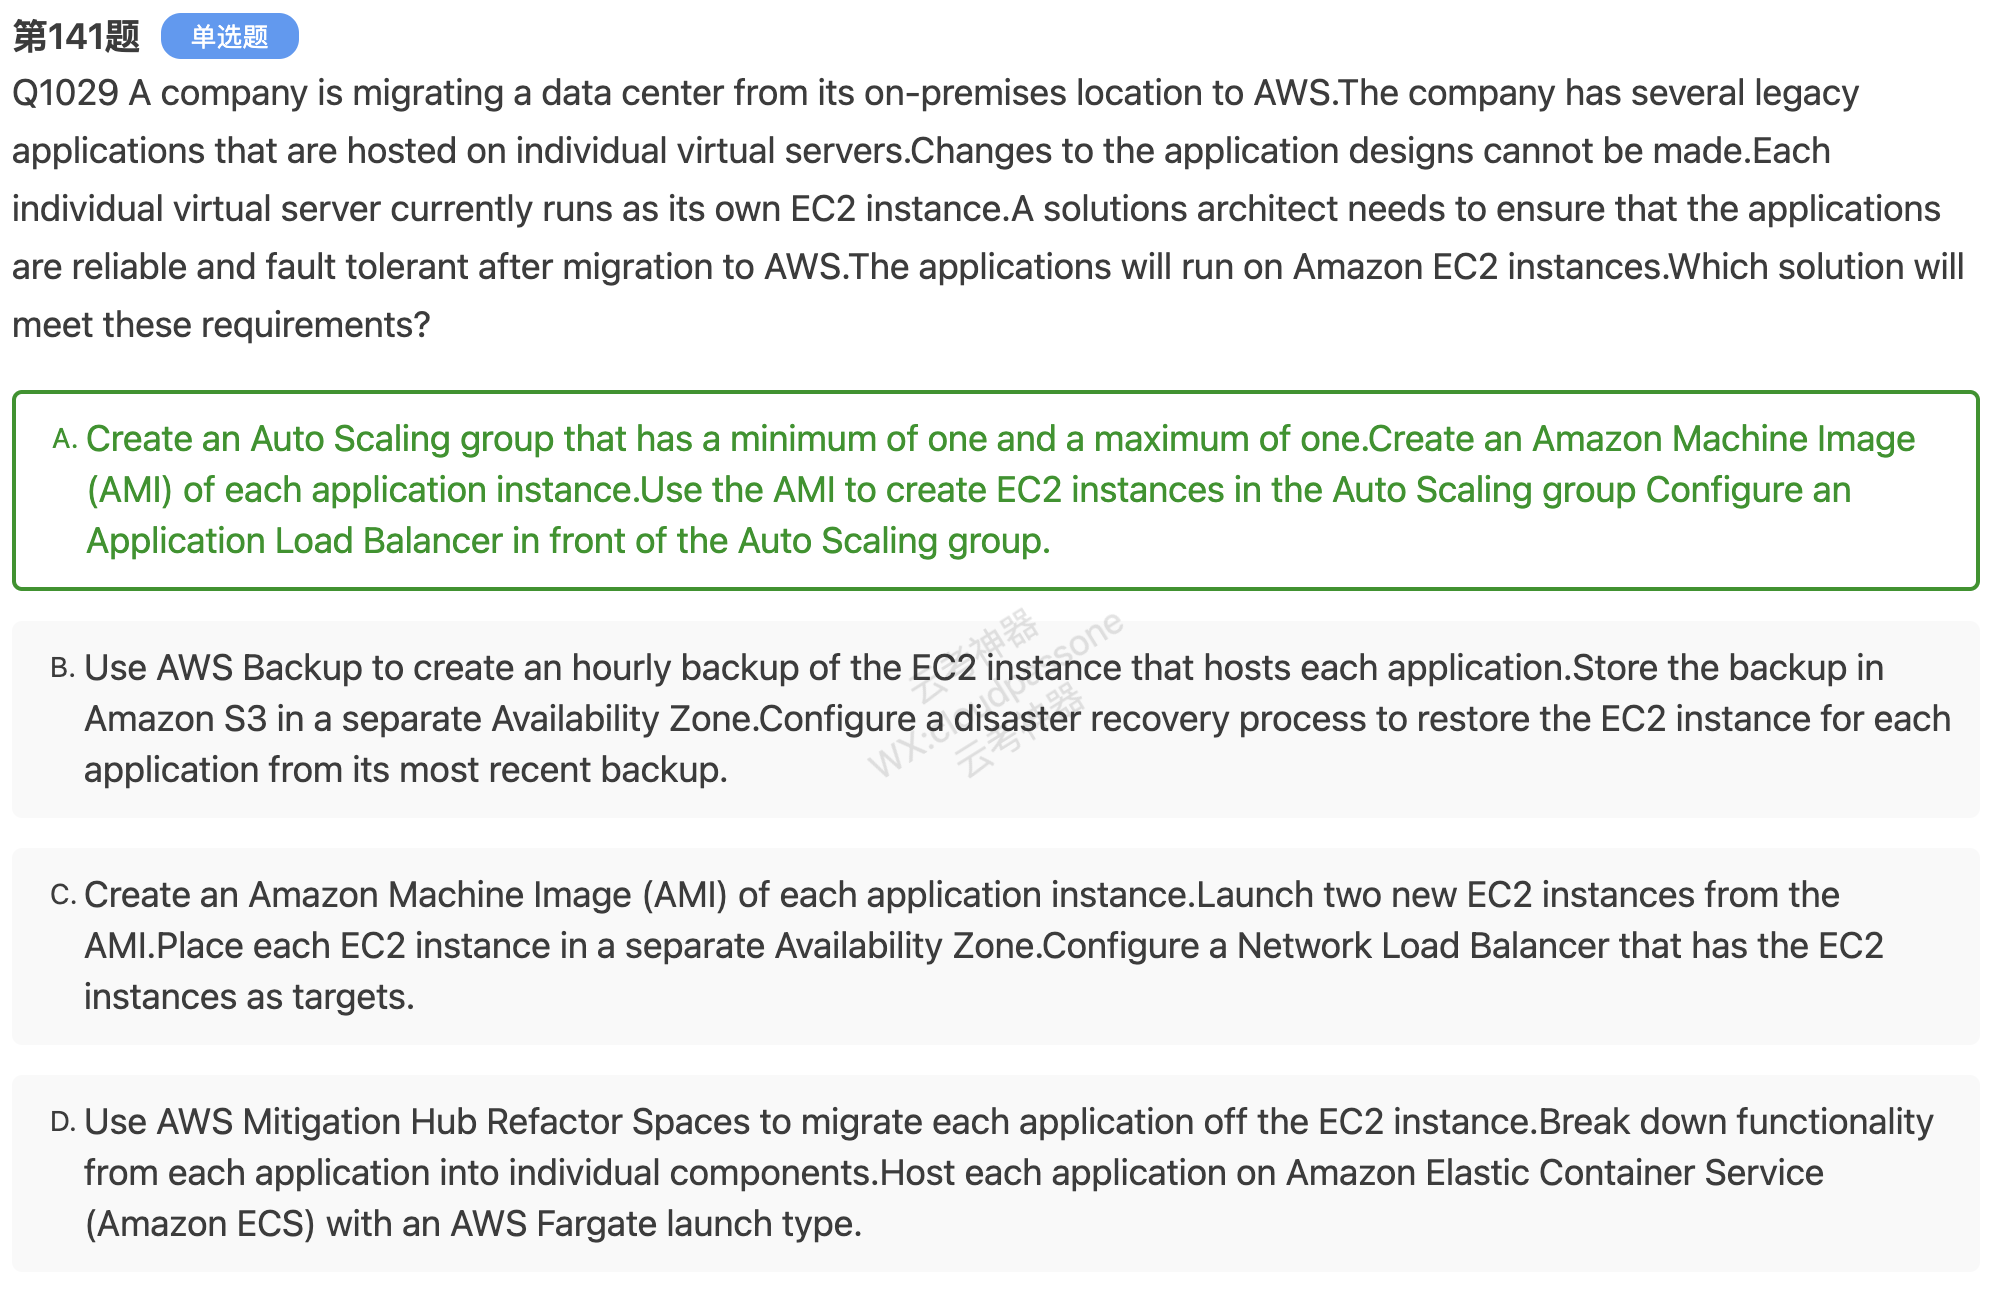 第141题 单选题
Q1029 A company is migrating a data center from its on-premises location to AWS.The company has several legacy
applications that are hosted on individual virtual servers.Changes to the application designs cannot be made.Each
individual virtual server currently runs as its own EC2 instance.A solutions architect needs to ensure that the applications
are reliable and fault tolerant after migration to AWS.The applications will run on Amazon EC2 instances.Which solution will
meet these requirements?
A. Create an Auto Scaling group that has a minimum of one and a maximum of one.Create an Amazon Machine Image
(AMI) of each application instance.Use the AMI to create EC2 instances in the Auto Scaling group Configure an
Application Load Balancer in front of the Auto Scaling group.
B. Use AWS Backup to create an hourly backup of the EC2 instance that hosts each application.Store the backup in
Amazon S3 in a separate Availability Zone.Configure a disaster recovery process to restore the EC2 instance for each
application from its most recent backup.
云考神器
WX:cloudpassone
云考神器
C. Create an Amazon Machine Image (AMI) of each application instance.Launch two new EC2 instances from the
AMI.Place each EC2 instance in a separate Availability Zone.Configure a Network Load Balancer that has the EC2
instances as targets.
D. Use AWS Mitigation Hub Refactor Spaces to migrate each application off the EC2 instance.Break down functionality
from each application into individual components.Host each application on Amazon Elastic Container Service
(Amazon ECS) with an AWS Fargate launch type.